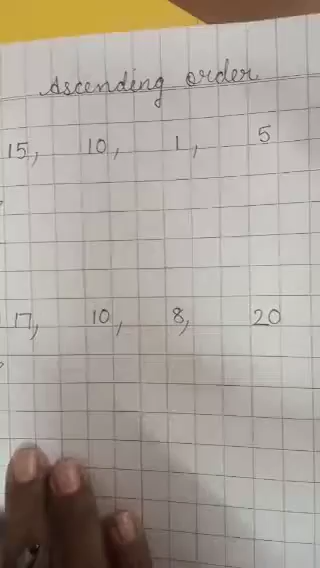 Ascending order
15, 10, 1, 5
17, 10, 8, 20